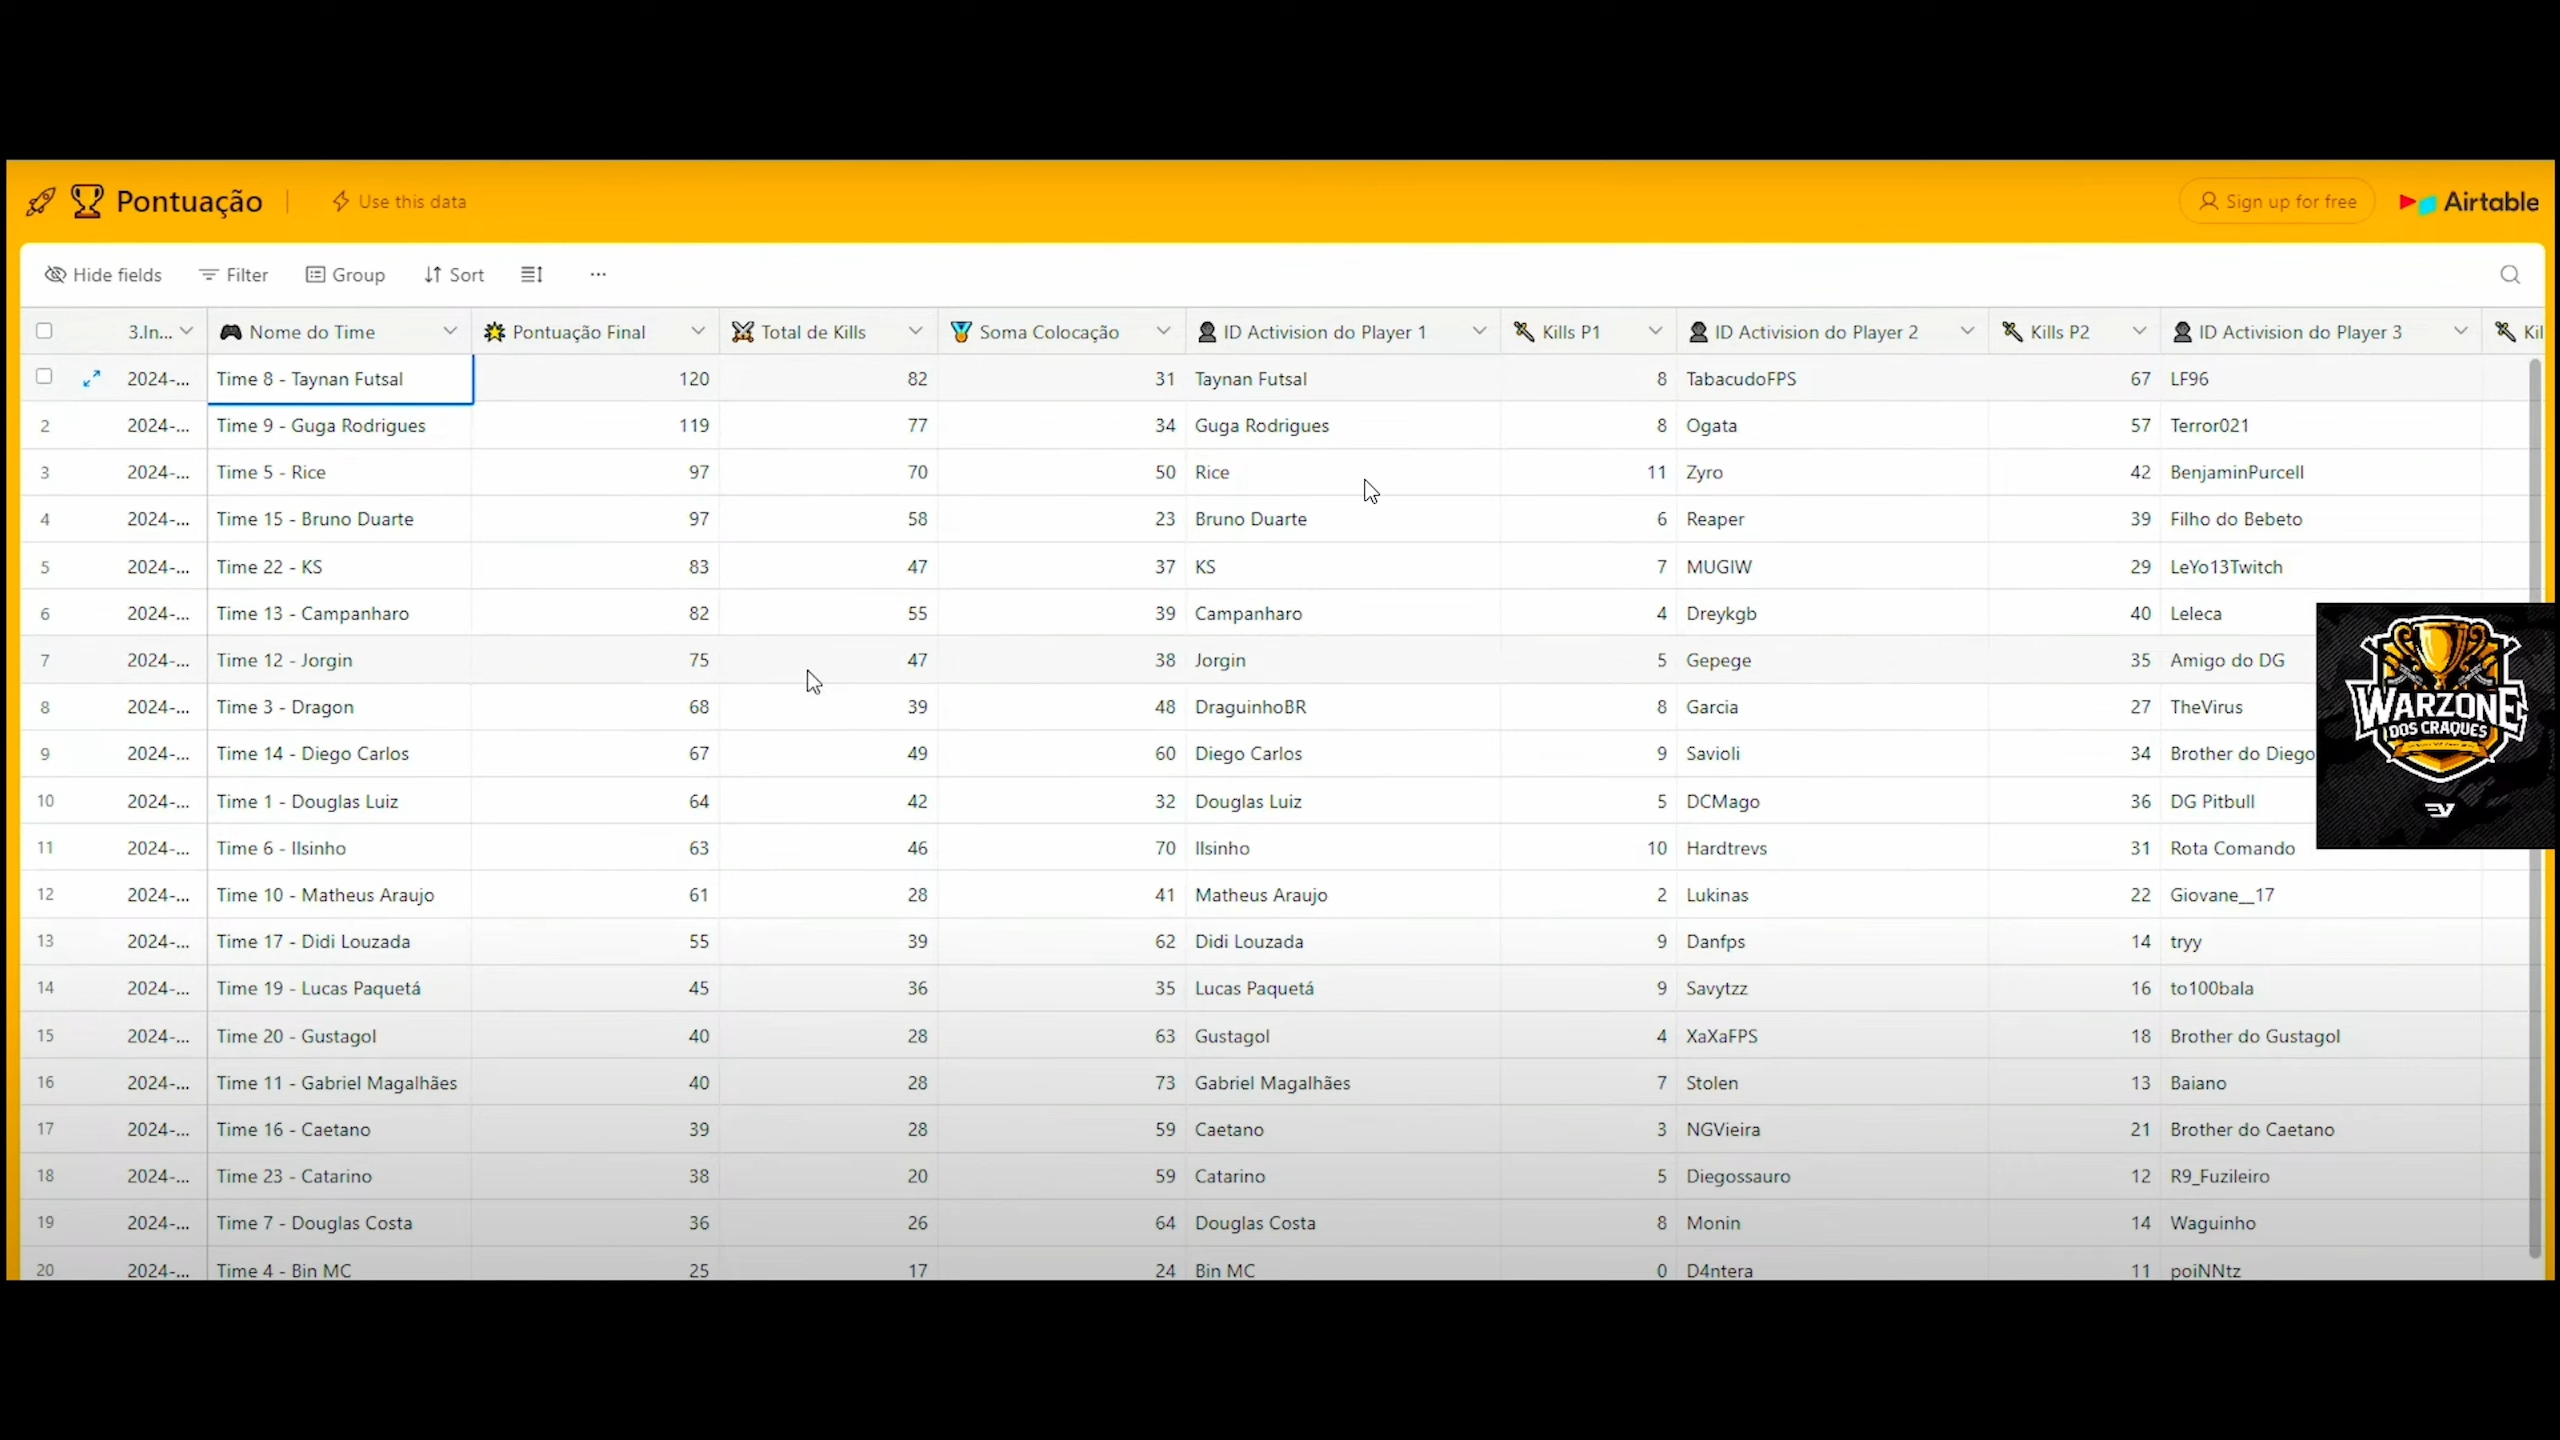 Pontuação Use this data Sign up for free Airtable
Hide fields Filter Group Sort ...
3.In... Nome do Time Pontuação Final Total de Kills Soma Colocação ID Activision do Player 1 Kills P1 ID Activision do Player 2 Kills P2 ID Activision do Player 3 Kil
2024-... Time 8 - Taynan Futsal 120 82 31 Taynan Futsal 8 TabacudoFPS 67 LF96
2 2024-... Time 9 - Guga Rodrigues 119 77 34 Guga Rodrigues 8 Ogata 57 Terror021
3 2024-... Time 5 - Rice 97 70 50 Rice 11 Zyro 42 BenjaminPurcell
4 2024-... Time 15 - Bruno Duarte 97 58 23 Bruno Duarte 6 Reaper 39 Filho do Bebeto
5 2024-... Time 22 - KS 83 47 37 KS 7 MUGIW 29 LeYo13Twitch
6 2024-... Time 13 - Campanharo 82 55 39 Campanharo 4 Dreykgb 40 Leleca
7 2024-... Time 12 - Jorgin 75 47 38 Jorgin 5 Gepege 35 Amigo do DG
8 2024-... Time 3 - Dragon 68 39 48 DraguinhoBR 8 Garcia 27 TheVirus
9 2024-... Time 14 - Diego Carlos 67 49 60 Diego Carlos 9 Savioli 34 Brother do Diego
10 2024-... Time 1 - Douglas Luiz 64 42 32 Douglas Luiz 5 DCMago 36 DG Pitbull
11 2024-... Time 6 - Ilsinho 63 46 70 Ilsinho 10 Hardtrevs 31 Rota Comando
12 2024-... Time 10 - Matheus Araujo 61 28 41 Matheus Araujo 2 Lukinas 22 Giovane__17
13 2024-... Time 17 - Didi Louzada 55 39 62 Didi Louzada 9 Danfps 14 tryy
14 2024-... Time 19 - Lucas Paquetá 45 36 35 Lucas Paquetá 9 Savytzz 16 to100bala
15 2024-... Time 20 - Gustagol 40 28 63 Gustagol 4 XaXaFPS 18 Brother do Gustagol
16 2024-... Time 11 - Gabriel Magalhães 40 28 73 Gabriel Magalhães 7 Stolen 13 Baiano
17 2024-... Time 16 - Caetano 39 28 59 Caetano 3 NGVieira 21 Brother do Caetano
18 2024-... Time 23 - Catarino 38 20 59 Catarino 5 Diegossauro 12 R9_Fuzileiro
19 2024-... Time 7 - Douglas Costa 36 26 64 Douglas Costa 8 Monin 14 Waguinho
20 2024-... Time 4 - Bin MC 25 17 24 Bin MC 0 D4ntera 11 poiNNtz
WARZONE
DOS CRAQUES